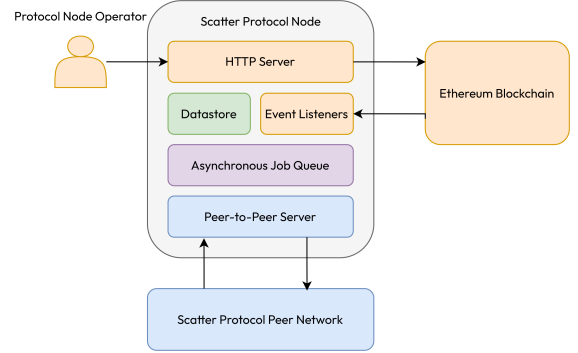 Protocol Node Operator
Scatter Protocol Node
HTTP Server
Ethereum Blockchain
Datastore
Event Listeners
Asynchronous Job Queue
Peer-to-Peer Server
Scatter Protocol Peer Network